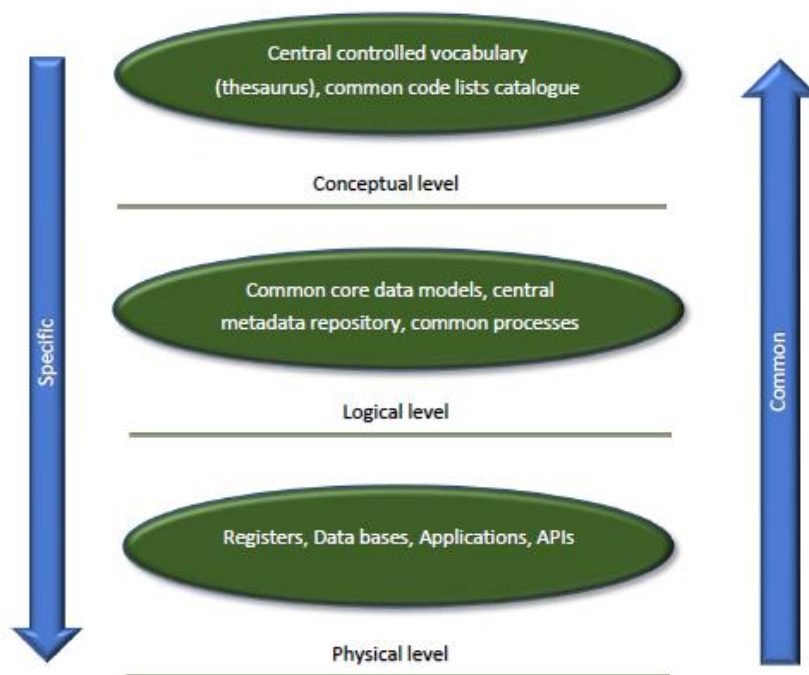 Central controlled vocabulary
(thesaurus), common code lists catalogue
Conceptual level
Common core data models, central
metadata repository, common processes
Specific
Common
Logical level
Registers, Data bases, Applications, APIs
Physical level